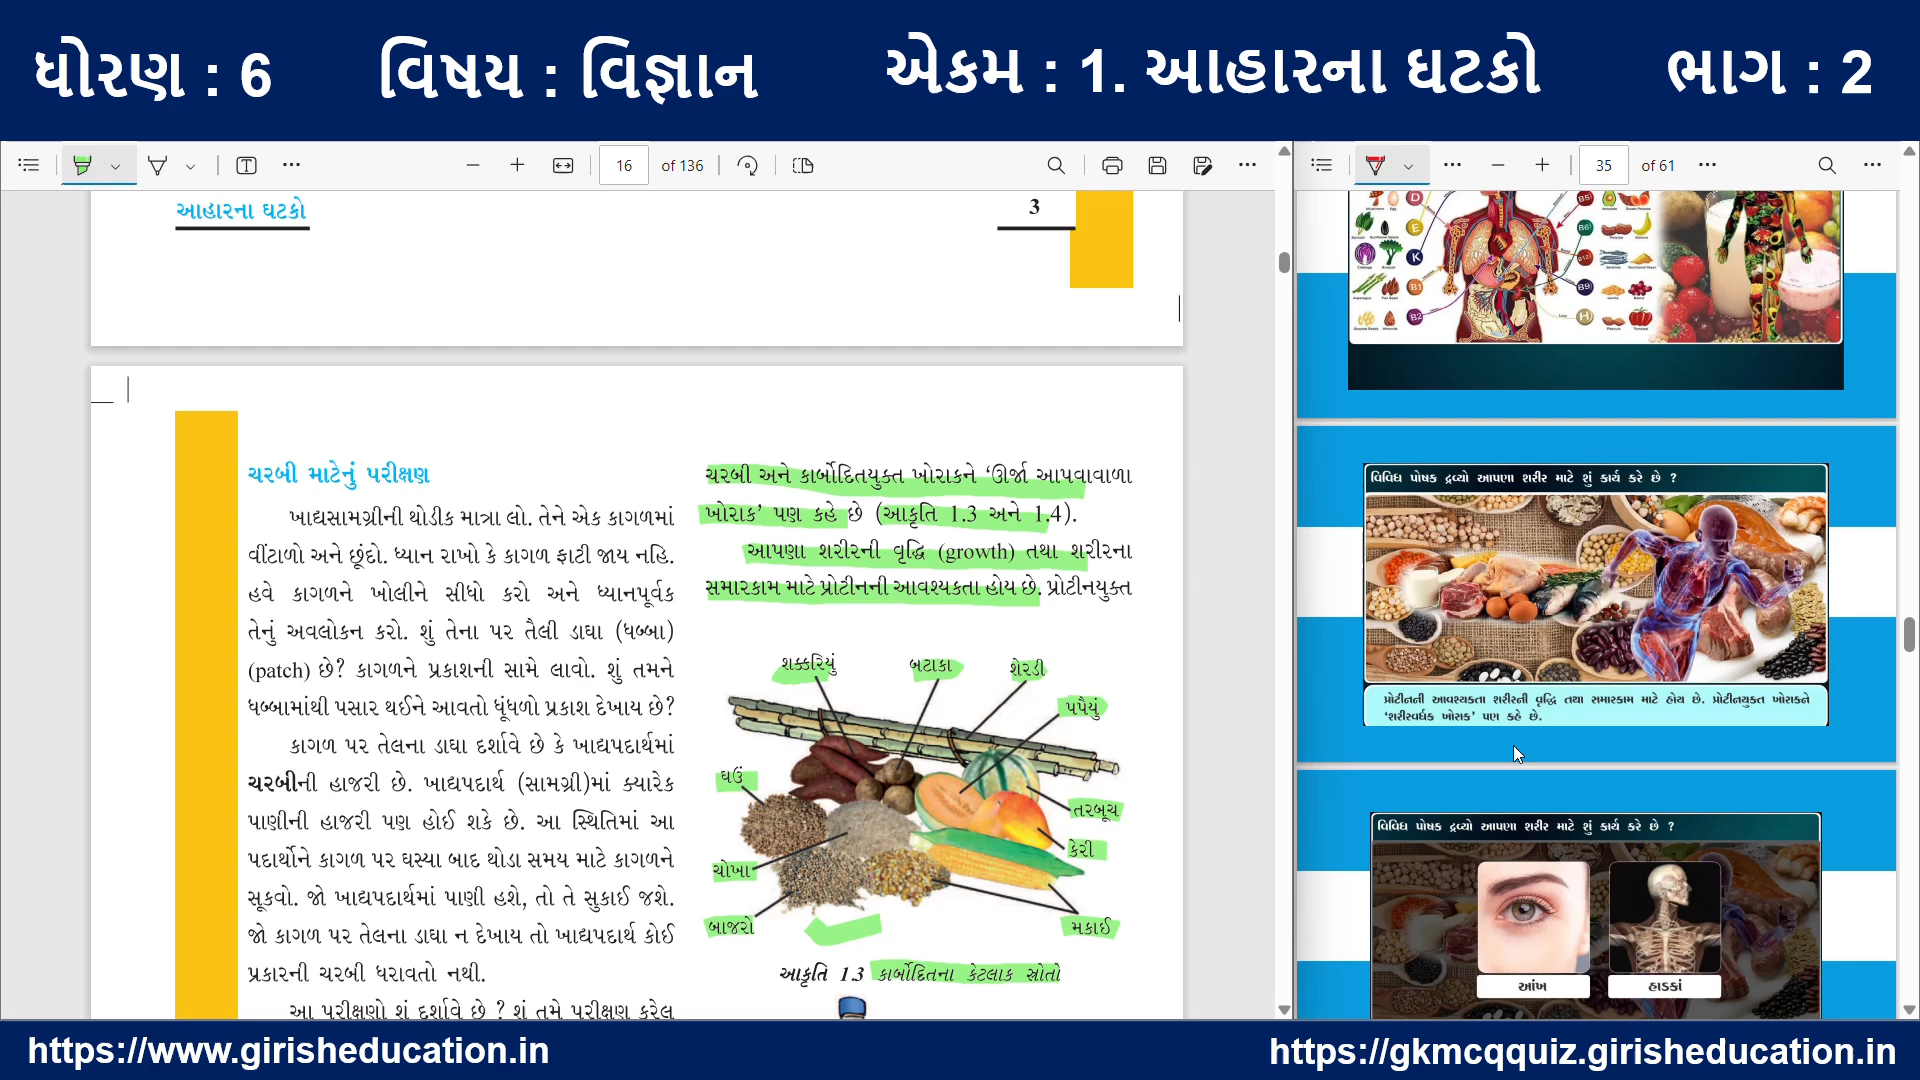 ધોરણ : 6 વિષય : વિજ્ઞાન એકમ : 1. આહારના ઘટકો ભાગ : 2
16 of 136
35 of 61
આહારના ઘટકો
3
ચરબી માટેનું પરીક્ષણ
ખાદ્યસામગ્રીની થોડીક માત્રા લો. તેને એક કાગળમાં
વીંટાળો અને છૂંદો. ધ્યાન રાખો કે કાગળ ફાટી જાય નહિ.
હવે કાગળને ખોલીને સીધો કરો અને ધ્યાનપૂર્વક
તેનું અવલોકન કરો. શું તેના પર તૈલી ડાઘા (ધબ્બા)
(patch) છે? કાગળને પ્રકાશની સામે લાવો. શું તમને
ધબ્બામાંથી પસાર થઈને આવતો ધૂંધળો પ્રકાશ દેખાય છે?
કાગળ પર તેલના ડાઘા દર્શાવે છે કે ખાદ્યપદાર્થમાં
ચરબીની હાજરી છે. ખાદ્યપદાર્થ (સામગ્રી)માં ક્યારેક
પાણીની હાજરી પણ હોઈ શકે છે. આ સ્થિતિમાં આ
પદાર્થોને કાગળ પર ઘસ્યા બાદ થોડા સમય માટે કાગળને
સૂકવો. જો ખાદ્યપદાર્થમાં પાણી હશે, તો તે સુકાઈ જશે.
જો કાગળ પર તેલના ડાઘા ન દેખાય તો ખાદ્યપદાર્થ કોઈ
પ્રકારની ચરબી ધરાવતો નથી.
આ પરીક્ષણો શું દર્શાવે છે ? શું તમે પરીક્ષણ કરેલ
ચરબી અને કાર્બોદિતયુક્ત ખોરાકને ‘ઊર્જા આપવાવાળા
ખોરાક’ પણ કહે છે (આકૃતિ 1.3 અને 1.4).
આપણા શરીરની વૃદ્ધિ (growth) તથા શરીરના
સમારકામ માટે પ્રોટીનની આવશ્યકતા હોય છે. પ્રોટીનયુક્ત
શક્કરિયું બટાકા શેરડી
પપૈયું
ઘઉં
તરબૂચ
કેરી
ચોખા
બાજરો
મકાઈ
આકૃતિ 1.3 કાર્બોદિતના કેટલાક સ્રોતો
D
E
K
B1
B2
B5
B6
B12
B9
H
વિવિધ પોષક દ્રવ્યો આપણા શરીર માટે શું કાર્ય કરે છે ?
પ્રોટીનની આવશ્યકતા શરીરની વૃદ્ધિ તથા સમારકામ માટે હોય છે. પ્રોટીનયુક્ત ખોરાકને
‘શરીરવર્ધક ખોરાક’ પણ કહે છે.
વિવિધ પોષક દ્રવ્યો આપણા શરીર માટે શું કાર્ય કરે છે ?
આંખ હાડકાં
https://www.girisheducation.in https://gkmcqquiz.girisheducation.in